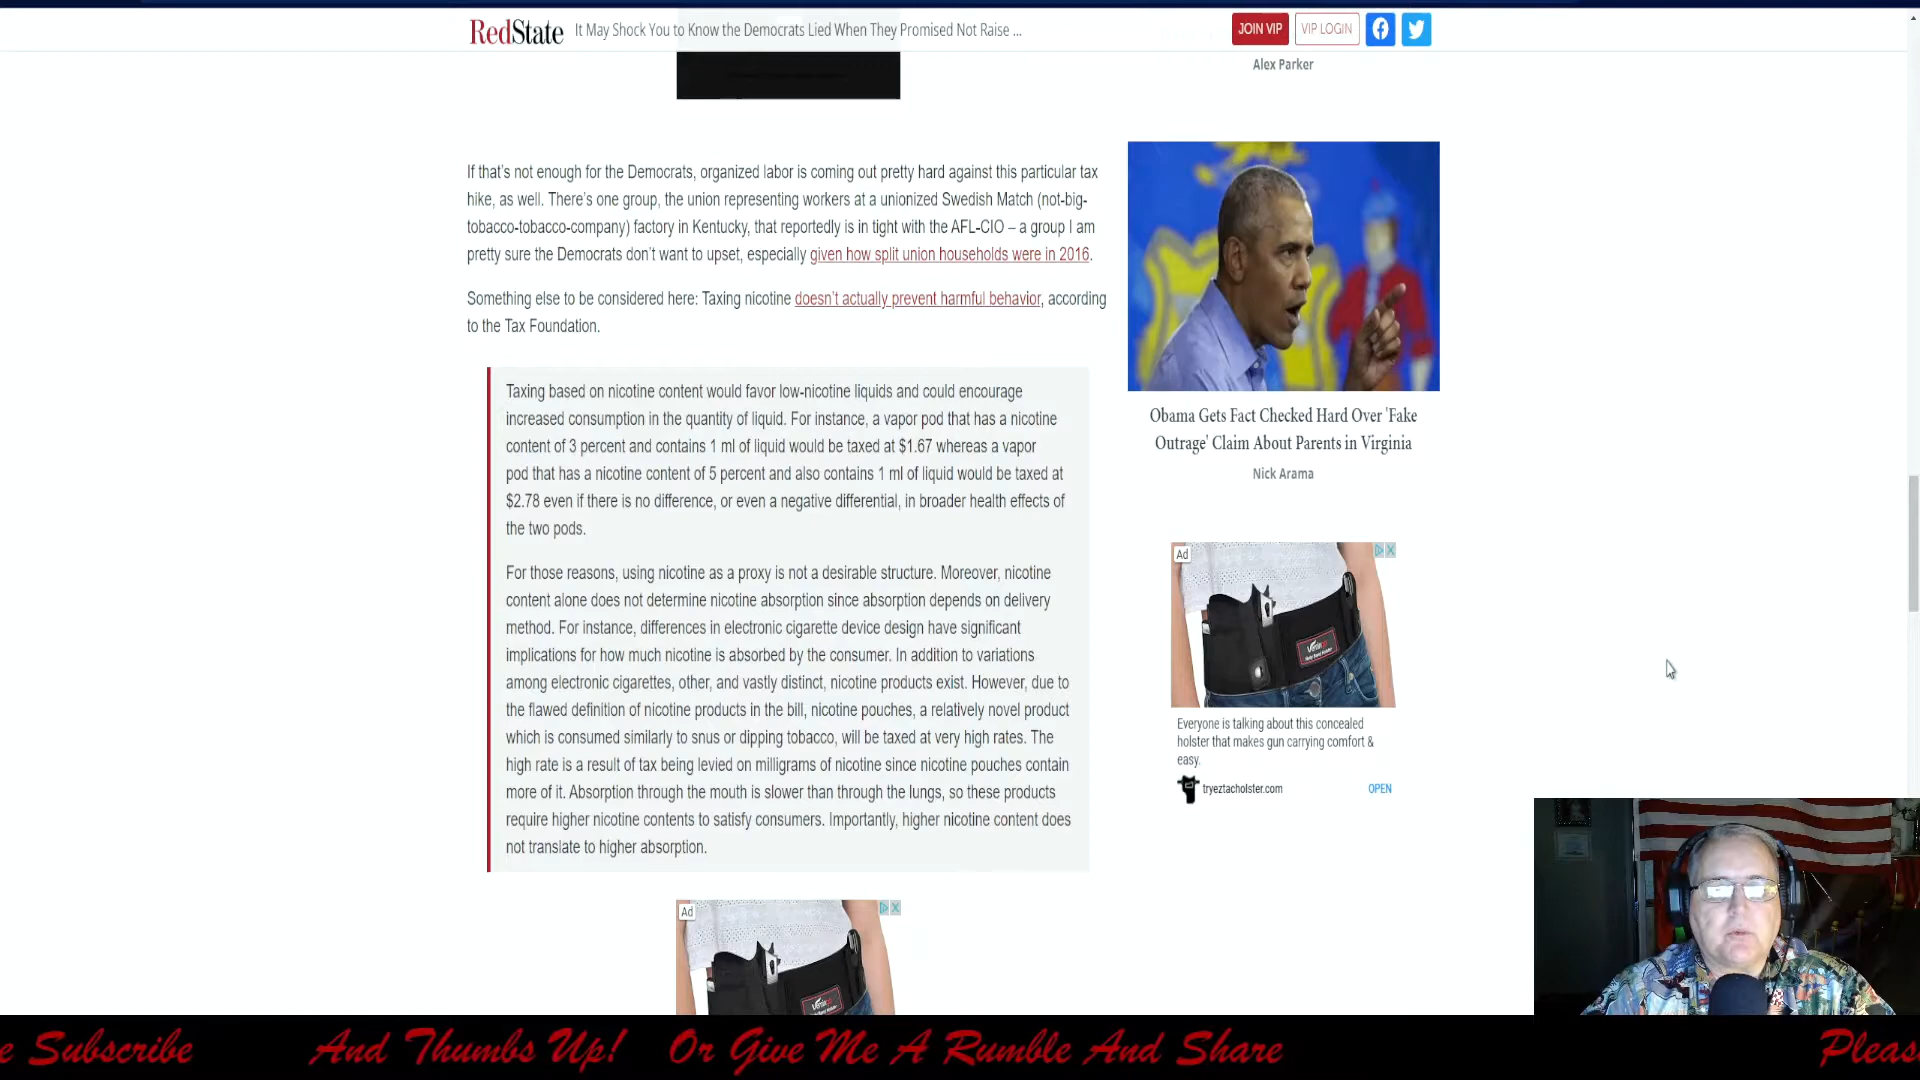 RedState It May Shock You to Know the Democrats Lied When They Promised Not Raise ...
JOIN VIP
VIP LOGIN
Alex Parker
If that's not enough for the Democrats, organized labor is coming out pretty hard against this particular tax
hike, as well. There's one group, the union representing workers at a unionized Swedish Match (not-big-
tobacco-tobacco-company) factory in Kentucky, that reportedly is in tight with the AFL-CIO – a group I am
pretty sure the Democrats don't want to upset, especially given how split union households were in 2016.
Something else to be considered here: Taxing nicotine doesn't actually prevent harmful behavior, according
to the Tax Foundation.
Taxing based on nicotine content would favor low-nicotine liquids and could encourage
increased consumption in the quantity of liquid. For instance, a vapor pod that has a nicotine
content of 3 percent and contains 1 ml of liquid would be taxed at $1.67 whereas a vapor
pod that has a nicotine content of 5 percent and also contains 1 ml of liquid would be taxed at
$2.78 even if there is no difference, or even a negative differential, in broader health effects of
the two pods.
For those reasons, using nicotine as a proxy is not a desirable structure. Moreover, nicotine
content alone does not determine nicotine absorption since absorption depends on delivery
method. For instance, differences in electronic cigarette device design have significant
implications for how much nicotine is absorbed by the consumer. In addition to variations
among electronic cigarettes, other, and vastly distinct, nicotine products exist. However, due to
the flawed definition of nicotine products in the bill, nicotine pouches, a relatively novel product
which is consumed similarly to snus or dipping tobacco, will be taxed at very high rates. The
high rate is a result of tax being levied on milligrams of nicotine since nicotine pouches contain
more of it. Absorption through the mouth is slower than through the lungs, so these products
require higher nicotine contents to satisfy consumers. Importantly, higher nicotine content does
not translate to higher absorption.
Ad
Obama Gets Fact Checked Hard Over 'Fake
Outrage' Claim About Parents in Virginia
Nick Arama
Ad
Everyone is talking about this concealed
holster that makes gun carrying comfort &
easy.
tryeztacholster.com
OPEN
e Subscribe And Thumbs Up! Or Give Me A Rumble And Share Pleas